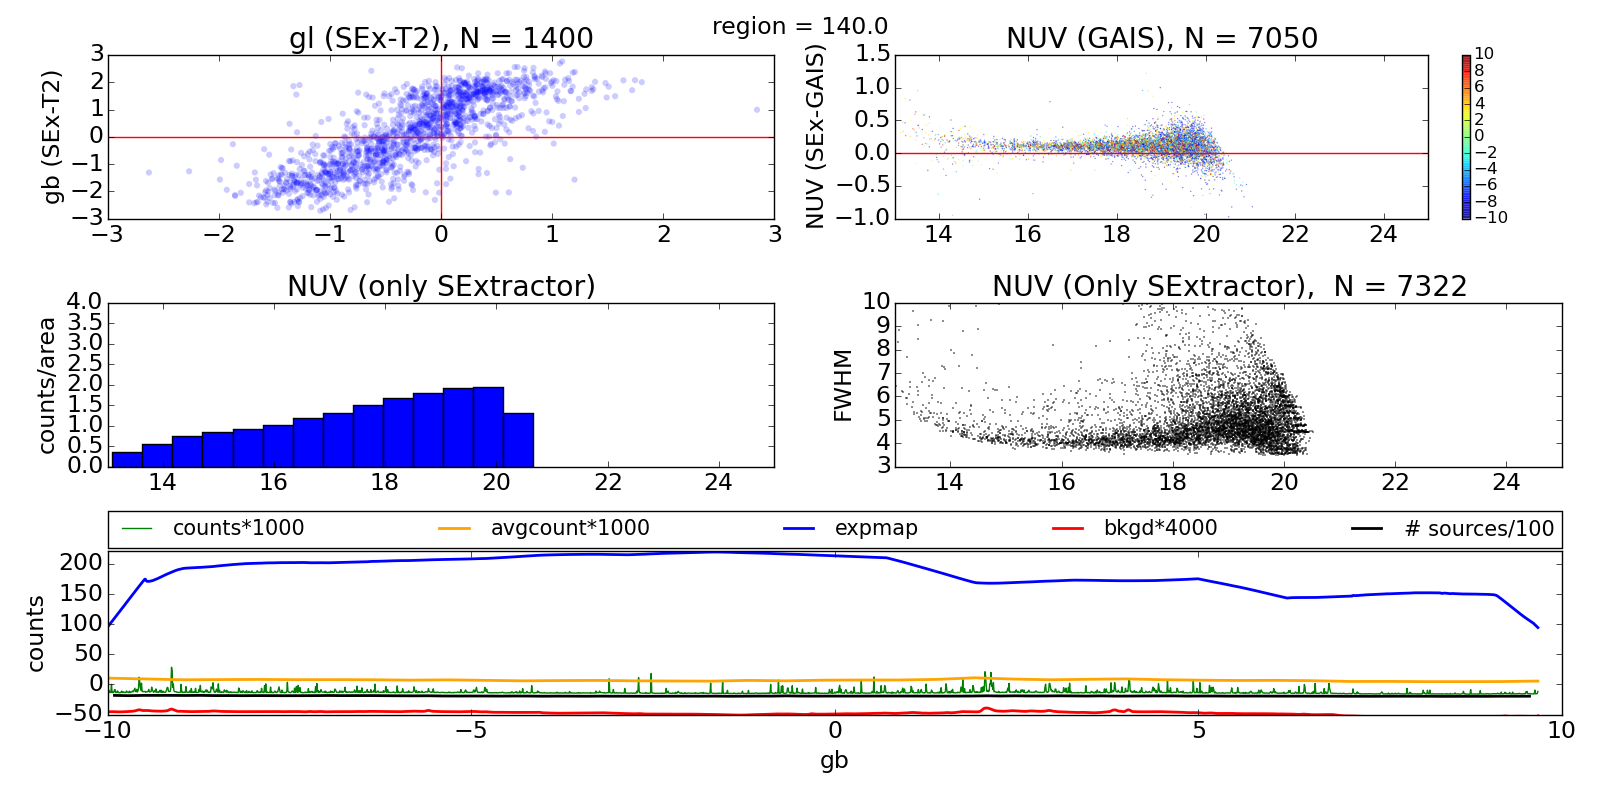 region = 140.0
gl (SEx-T2), N = 1400
gb (SEx-T2)
3
2
1
0
−1
−2
−3
−3 −2 −1 0 1 2 3
NUV (GAIS), N = 7050
NUV (SEx-GAIS)
1.5
1.0
0.5
0.0
−0.5
−1.0
14 16 18 20 22 24
10
8
6
4
2
0
−2
−4
−6
−8
−10
NUV (only SExtractor)
counts/area
4.0
3.5
3.0
2.5
2.0
1.5
1.0
0.5
0.0
14 16 18 20 22 24
NUV (Only SExtractor), N = 7322
FWHM
10
9
8
7
6
5
4
3
14 16 18 20 22 24
counts*1000 avgcount*1000 expmap bkgd*4000 # sources/100
counts
200
150
100
50
0
−50
−10 −5 0 5 10
gb